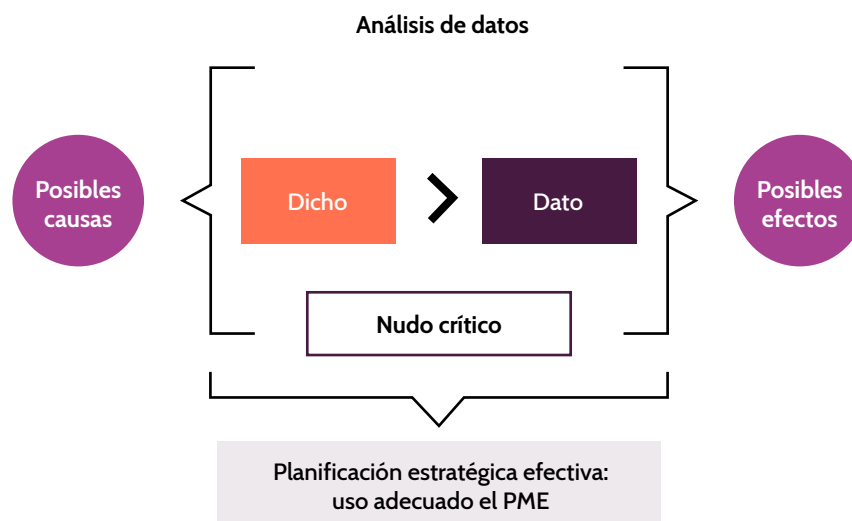 Análisis de datos
Posibles
causas
Dicho
Dato
Posibles
efectos
Nudo crítico
Planificación estratégica efectiva:
uso adecuado el PME